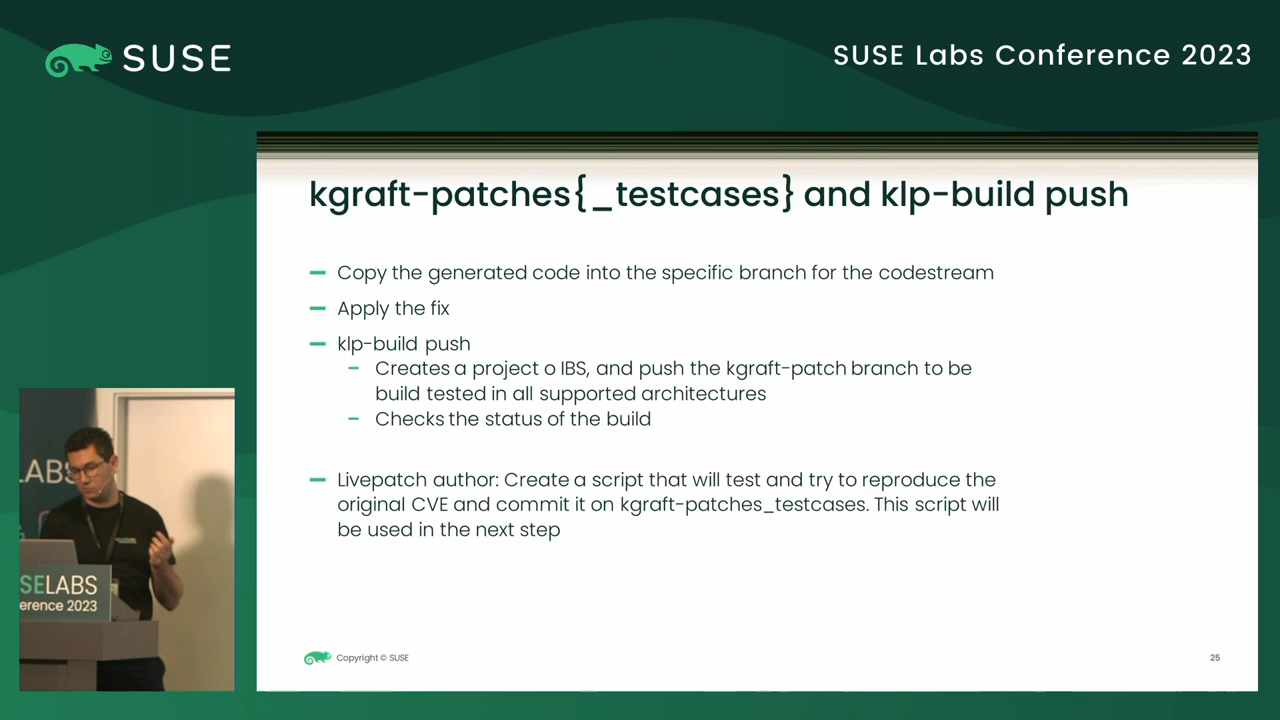 SUSE
SUSE Labs Conference 2023
kgraft-patches{_testcases} and klp-build push
Copy the generated code into the specific branch for the codestream
Apply the fix
klp-build push
Creates a project o IBS, and push the kgraft-patch branch to be
build tested in all supported architectures
Checks the status of the build
Livepatch author: Create a script that will test and try to reproduce the
original CVE and commit it on kgraft-patches_testcases. This script will
be used in the next step
Copyright © SUSE
25
LABS
SELABS
erence 2023